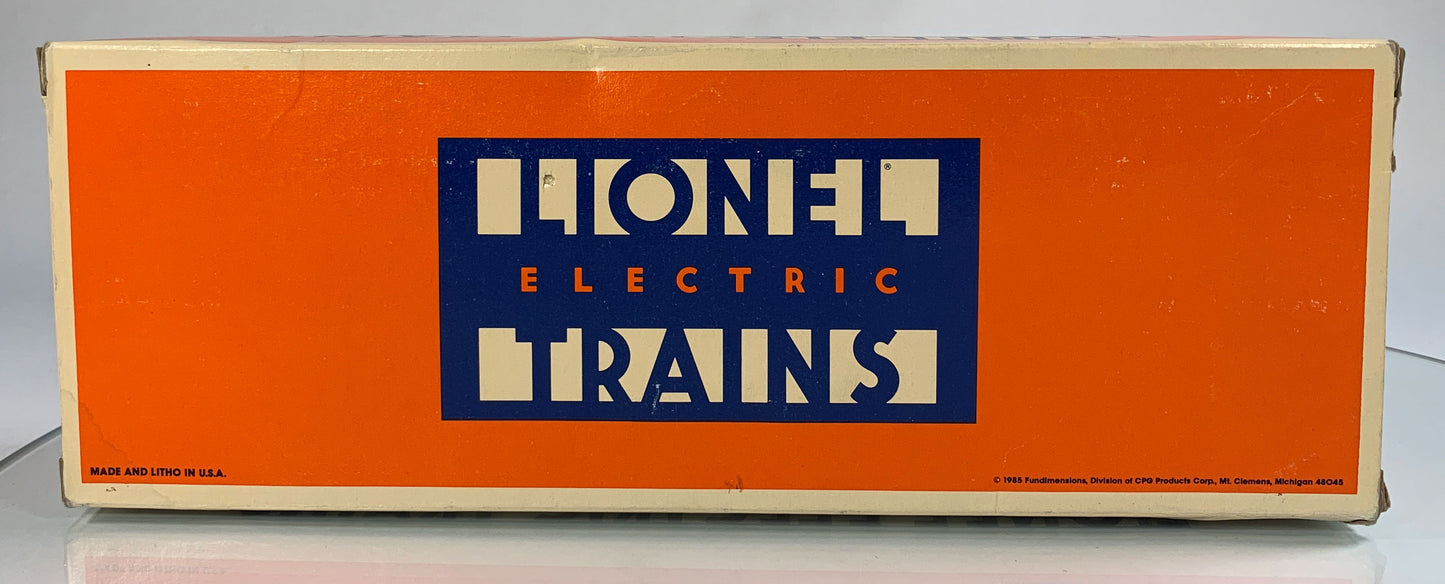 LIONEL®
ELECTRIC
TRAINS
MADE AND LITHO IN U.S.A.
© 1985 Fundimensions, Division of CPG Products Corp., Mt. Clemens, Michigan 48045